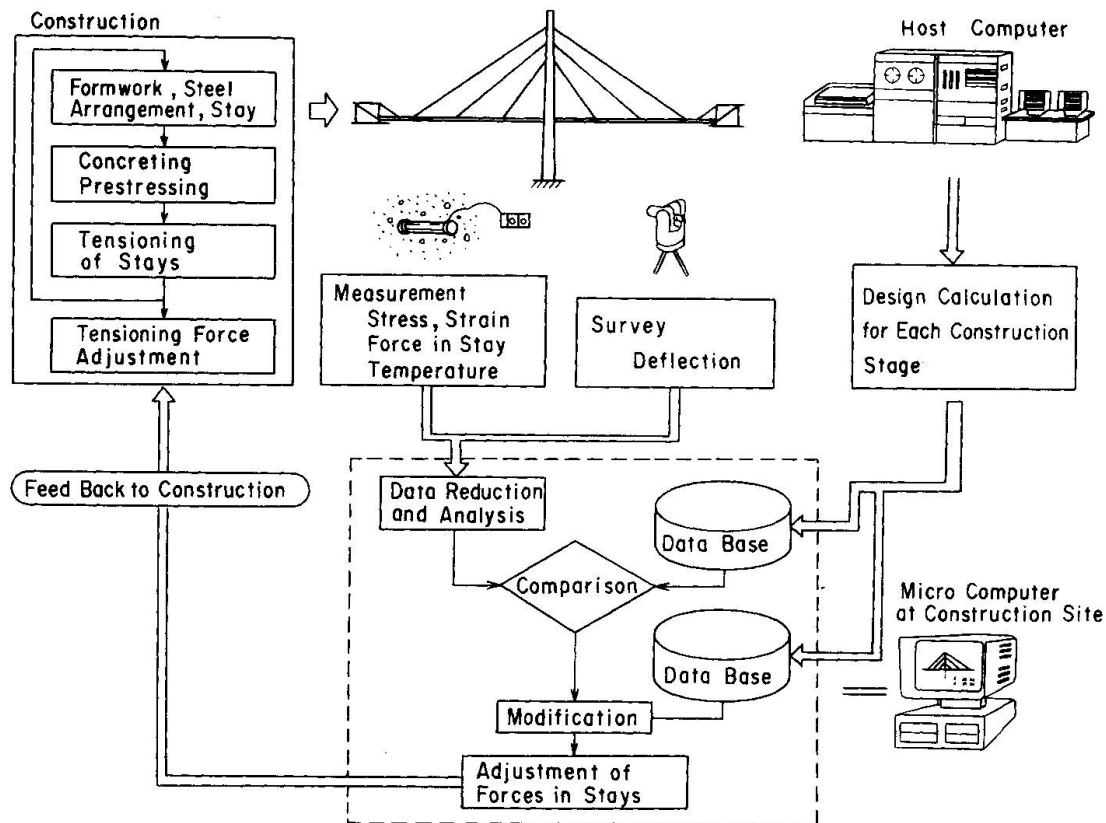 Construction
Formwork, Steel
Arrangement, Stay
Concreting
Prestressing
Tensioning
of Stays
Tensioning Force
Adjustment
Host Computer
Measurement
Stress, Strain
Force in Stay
Temperature
Survey
Deflection
Design Calculation
for Each Construction
Stage
Feed Back to Construction
Data Reduction
and Analysis
Data Base
Comparison
Data Base
Micro Computer
at Construction Site
Modification
Adjustment of
Forces in Stays